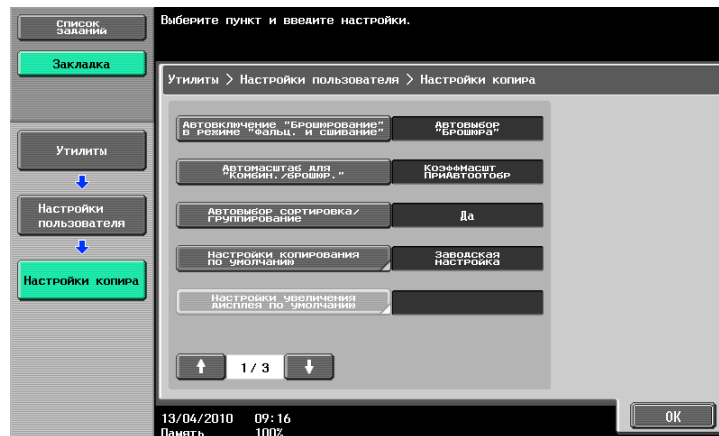 Список
заданий
Выберите пункт и введите настройки.
Закладка
Утилиты > Настройки пользователя > Настройки копира
Автовключение "Брошюрование"
в режиме "Фальц. и сшивание"
Автовыбор
"Брошюра"
Утилиты
Автомасштаб для
"Комбин./брошюр."
КоэффМасшт
ПриАвтоотобр
Настройки
пользователя
Автовыбор сортировка/
группирование
Да
Настройки копира
Настройки копирования
по умолчанию
Заводская
настройка
Настройки увеличения
дисплея по умолчанию
1/ 3
13/04/2010 09:16
Память 100%
OK